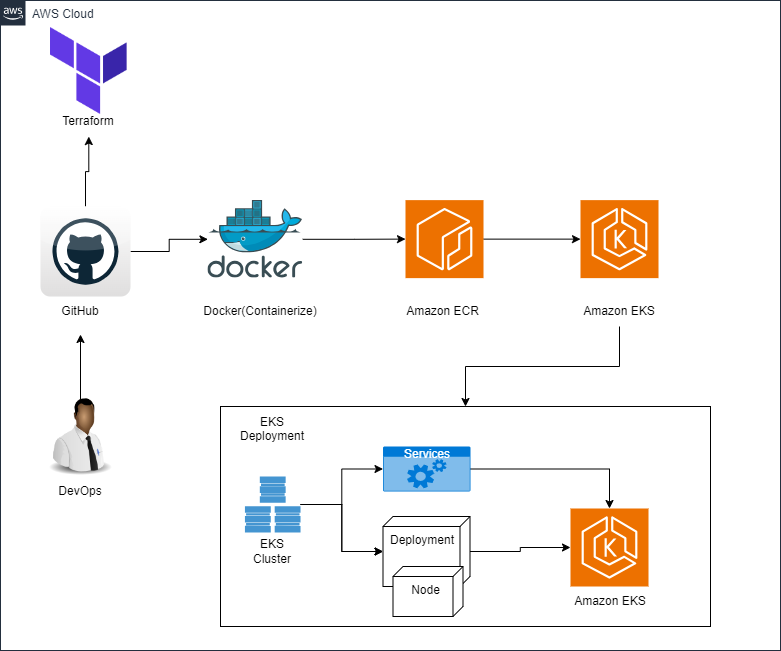 aws
AWS Cloud
Terraform
docker
GitHub
Docker(Containerize)
Amazon ECR
K
Amazon EKS
DevOps
EKS
Deployment
Services
EKS
Cluster
Deployment
Node
K
Amazon EKS